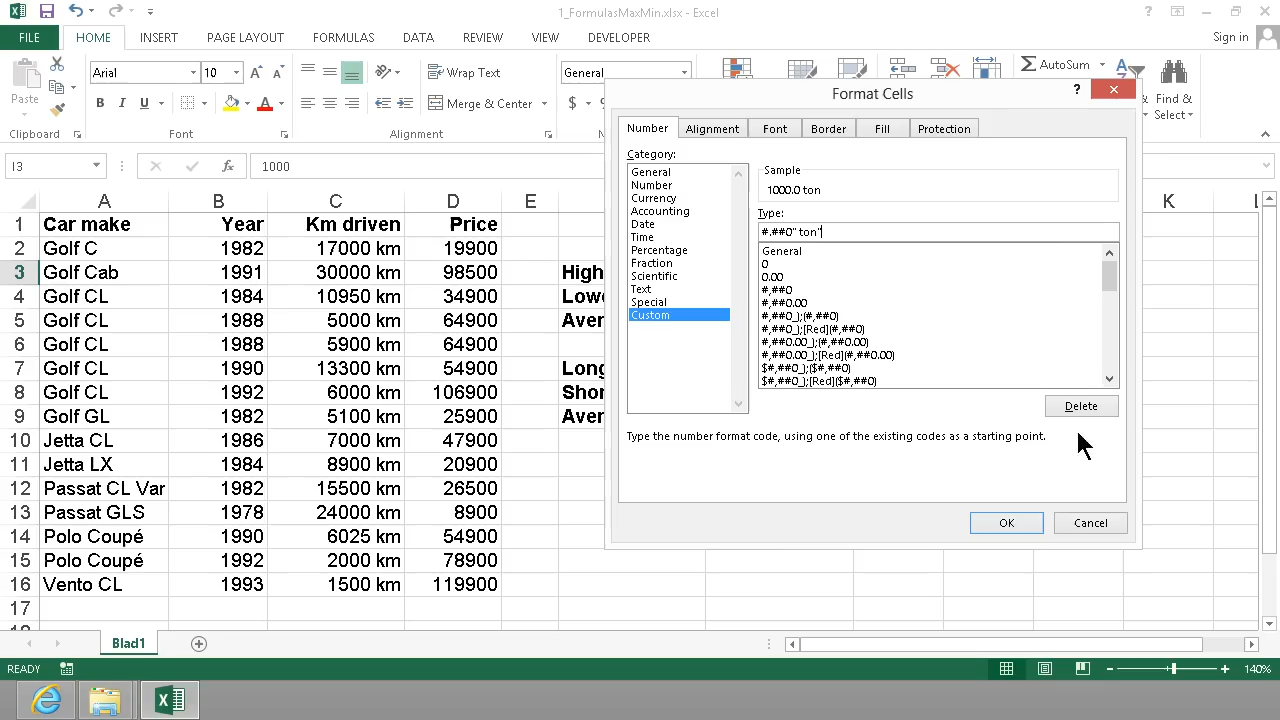 1_FormulasMaxMin.xlsx - Excel
?
FILE HOME INSERT PAGE LAYOUT FORMULAS DATA REVIEW VIEW DEVELOPER Sign in
Paste
Arial 10
B I U A
Wrap Text
Merge & Center
General
$
AutoSum
Find &
Select
Clipboard Font Alignment
I3 fx 1000
A B C D E K
1 Car make Year Km driven Price
2 Golf C 1982 17000 km 19900
3 Golf Cab 1991 30000 km 98500 High
4 Golf CL 1984 10950 km 34900 Lowe
5 Golf CL 1988 5000 km 64900 Aver
6 Golf CL 1988 5900 km 64900
7 Golf CL 1990 13300 km 54900 Long
8 Golf CL 1992 6000 km 106900 Shor
9 Golf GL 1982 5100 km 25900 Aver
10 Jetta CL 1986 7000 km 47900
11 Jetta LX 1984 8900 km 20900
12 Passat CL Var 1982 15500 km 26500
13 Passat GLS 1978 24000 km 8900
14 Polo Coupé 1990 6025 km 54900
15 Polo Coupé 1992 2000 km 78900
16 Vento CL 1993 1500 km 119900
17
Format Cells ?
Number Alignment Font Border Fill Protection
Category:
General
Number
Currency
Accounting
Date
Time
Percentage
Fraction
Scientific
Text
Special
Custom
Sample
1000.0 ton
Type:
#.##0" ton"
General
0
0.00
#,##0
#,##0.00
#,##0_);(#,##0)
#,##0_);[Red](#,##0)
#,##0.00_);(#,##0.00)
#,##0.00_);[Red](#,##0.00)
$#,##0_);($#,##0)
$#,##0_);[Red]($#,##0)
Delete
Type the number format code, using one of the existing codes as a starting point.
OK Cancel
Blad1
READY 140%